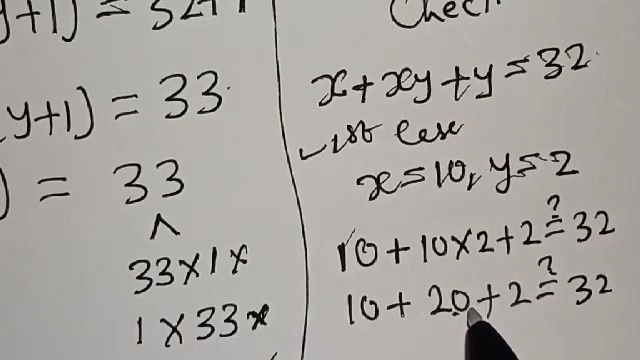 y+1) = 32+1
(y+1) = 33
) = 33
33×1×
1×33×
Check
x+xy+y=32
✓1st Case
x=10, y=2
10+10×2+2≟32
10+20+2≟32